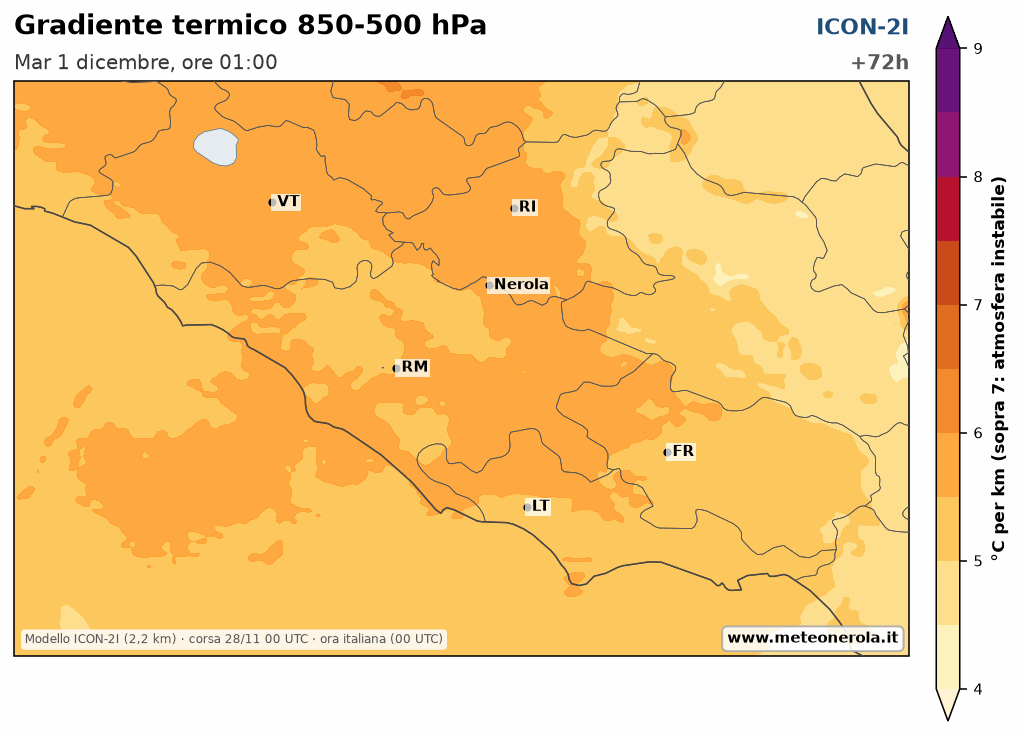 Gradiente termico 850-500 hPa
ICON-2I
Mar 1 dicembre, ore 01:00
+72h
VT
RI
Nerola
RM
FR
LT
Modello ICON-2I (2,2 km) · corsa 28/11 00 UTC · ora italiana (00 UTC)
www.meteonerola.it
9
8
7
6
5
4
°C per km (sopra 7: atmosfera instabile)